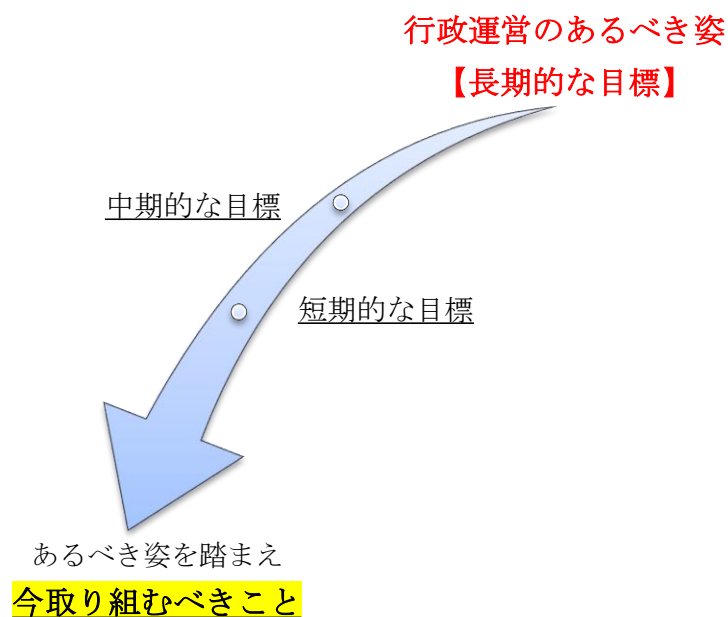 行政運営のあるべき姿
【長期的な目標】
中期的な目標
短期的な目標
あるべき姿を踏まえ
今取り組むべきこと